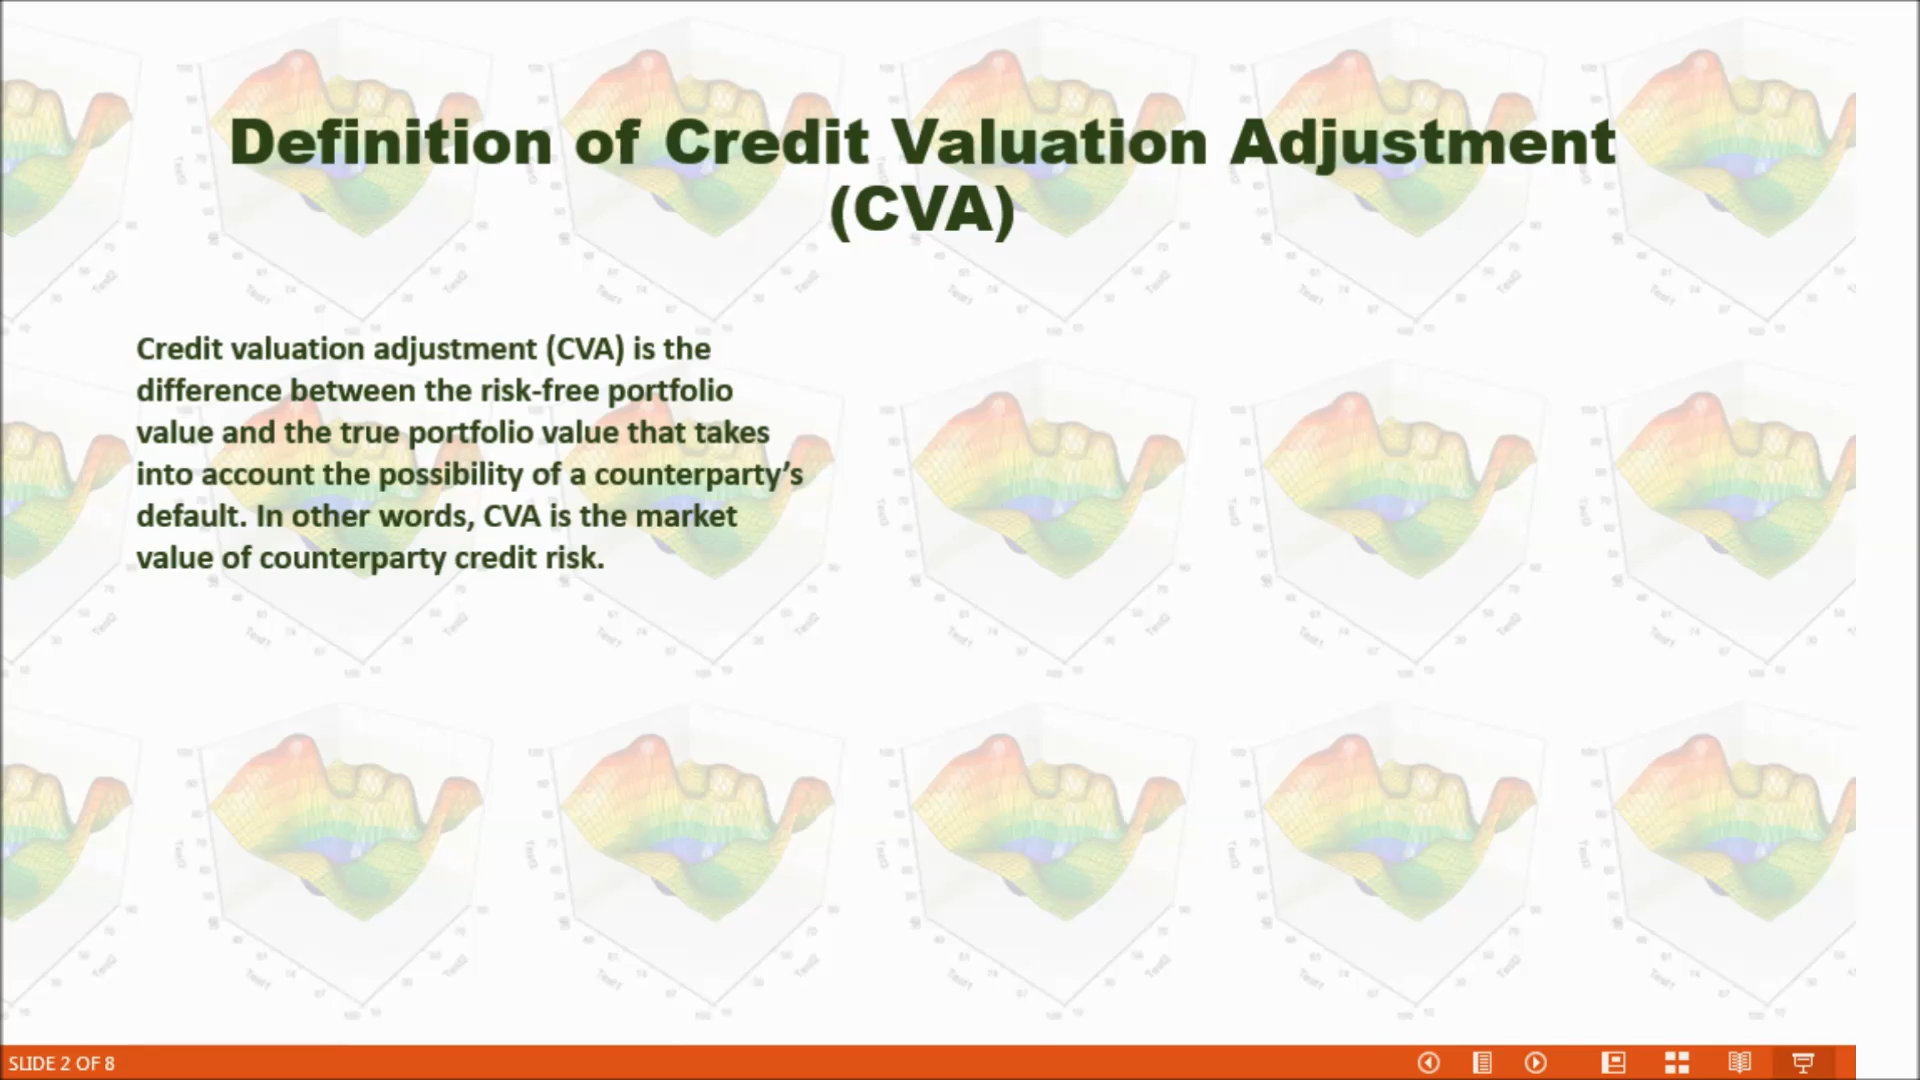 Definition of Credit Valuation Adjustment
(CVA)
Credit valuation adjustment (CVA) is the
difference between the risk-free portfolio
value and the true portfolio value that takes
into account the possibility of a counterparty’s
default. In other words, CVA is the market
value of counterparty credit risk.
SLIDE 2 OF 8